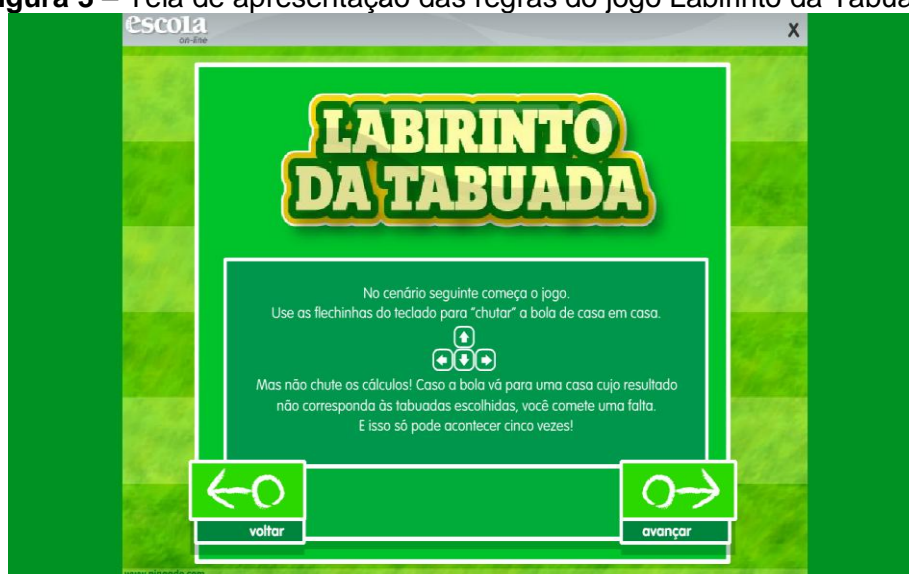 Figura 3 – Tela de apresentação das regras do jogo Labirinto da Tabuada
escola
on-line
X
LABIRINTO
DA TABUADA
No cenário seguinte começa o jogo.
Use as flechinhas do teclado para "chutar" a bola de casa em casa.
Mas não chute os cálculos! Caso a bola vá para uma casa cujo resultado
não corresponda às tabuadas escolhidas, você comete uma falta.
E isso só pode acontecer cinco vezes!
voltar
avançar